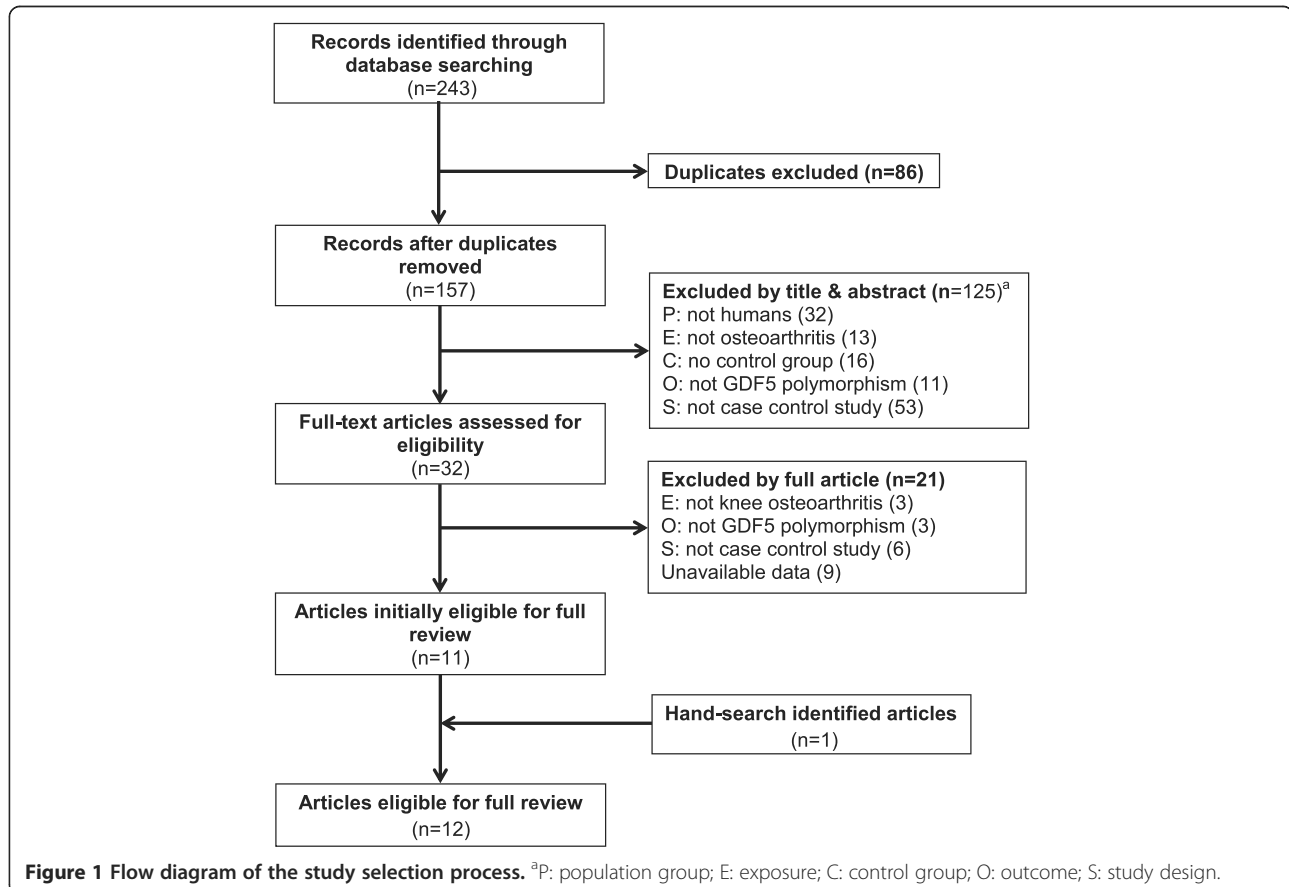 Records identified through
database searching
(n=243)
Duplicates excluded (n=86)
Records after duplicates
removed
(n=157)
Excluded by title & abstract (n=125)a
P: not humans (32)
E: not osteoarthritis (13)
C: no control group (16)
O: not GDF5 polymorphism (11)
S: not case control study (53)
Full-text articles assessed for
eligibility
(n=32)
Excluded by full article (n=21)
E: not knee osteoarthritis (3)
O: not GDF5 polymorphism (3)
S: not case control study (6)
Unavailable data (9)
Articles initially eligible for full
review
(n=11)
Hand-search identified articles
(n=1)
Articles eligible for full review
(n=12)
Figure 1 Flow diagram of the study selection process. aP: population group; E: exposure; C: control group; O: outcome; S: study design.